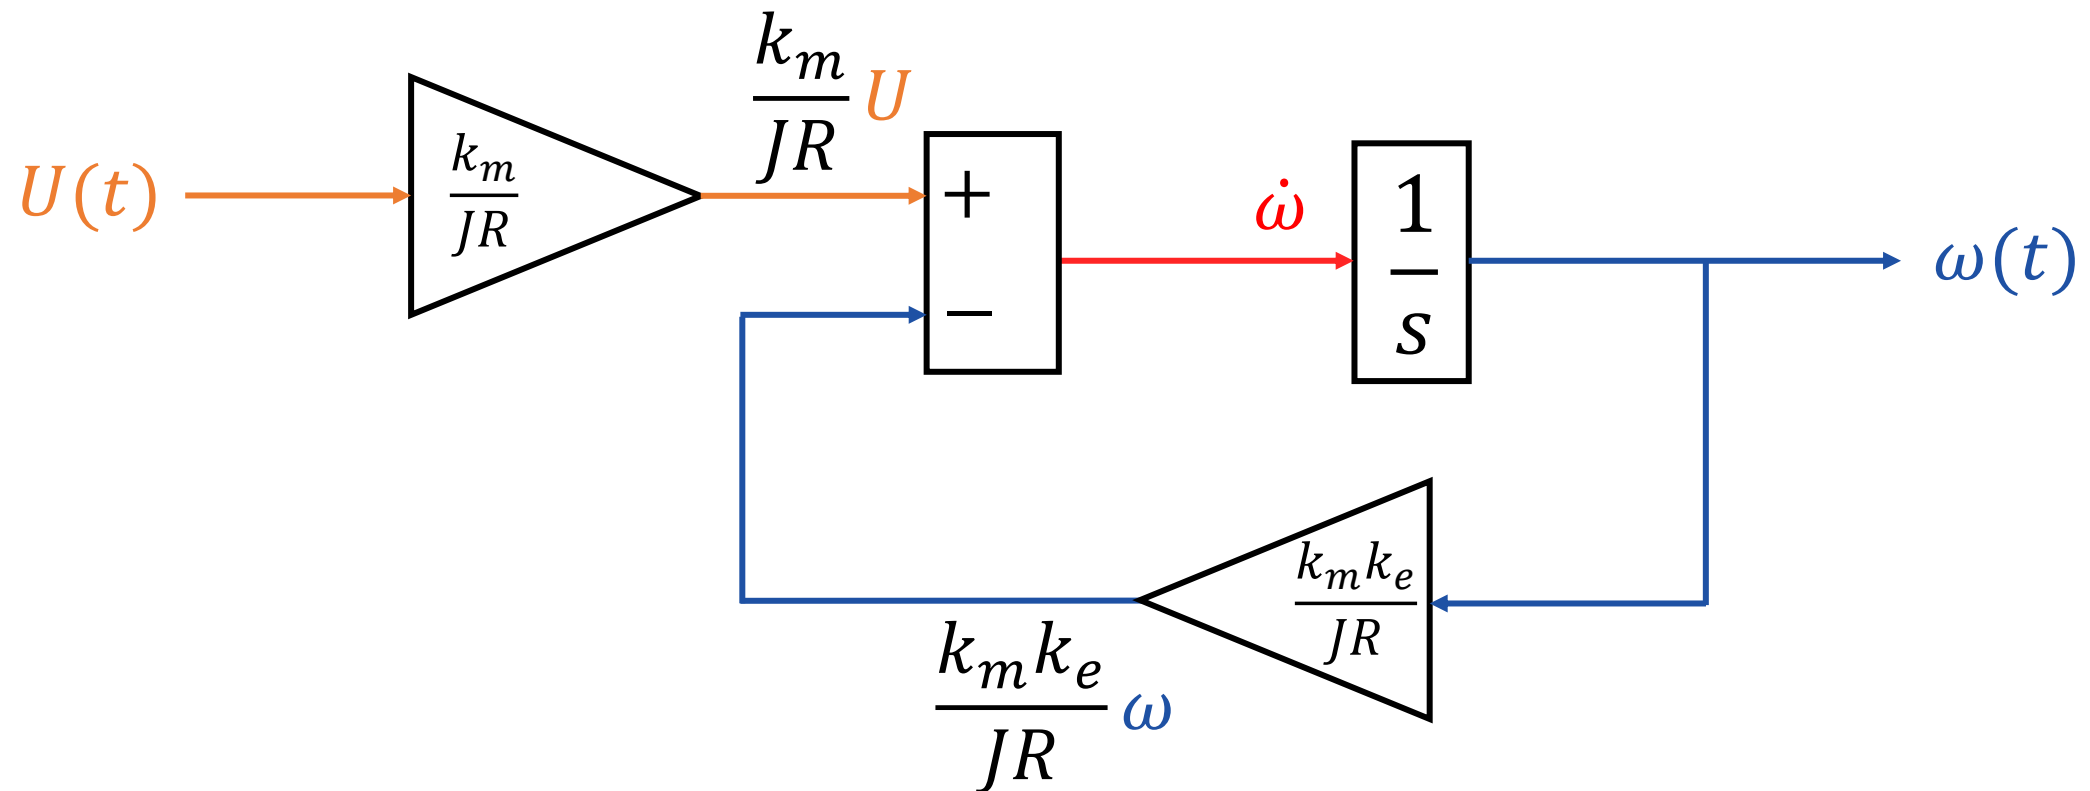 U(t)
k_m/JR
k_m/JR U
+
−
ω̇
1/s
ω(t)
k_m k_e/JR
k_m k_e/JR ω